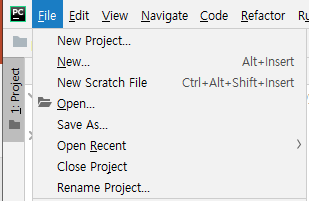 PC File Edit View Navigate Code Refactor
New Project...
New... Alt+Insert
New Scratch File Ctrl+Alt+Shift+Insert
Open...
Save As...
Open Recent
Close Project
Rename Project...
1: Project